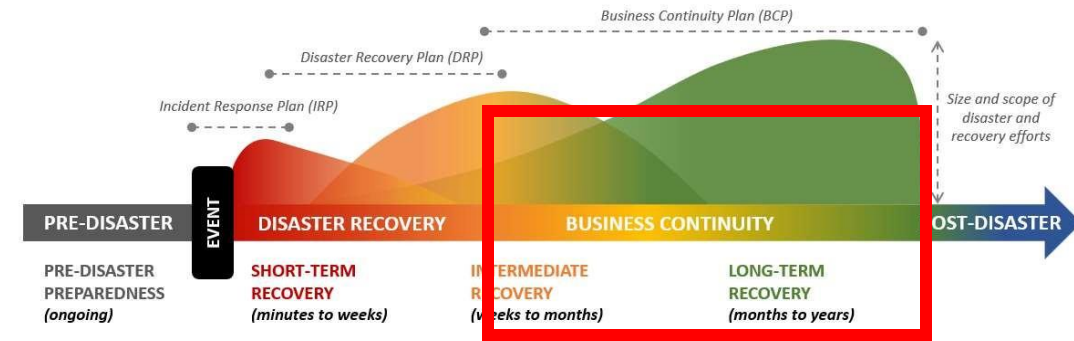 Business Continuity Plan (BCP)
Disaster Recovery Plan (DRP)
Incident Response Plan (IRP)
Size and scope of
disaster and
recovery efforts
PRE-DISASTER
EVENT
DISASTER RECOVERY
BUSINESS CONTINUITY
OST-DISASTER
PRE-DISASTER
PREPAREDNESS
(ongoing)
SHORT-TERM
RECOVERY
(minutes to weeks)
INTERMEDIATE
RECOVERY
(weeks to months)
LONG-TERM
RECOVERY
(months to years)